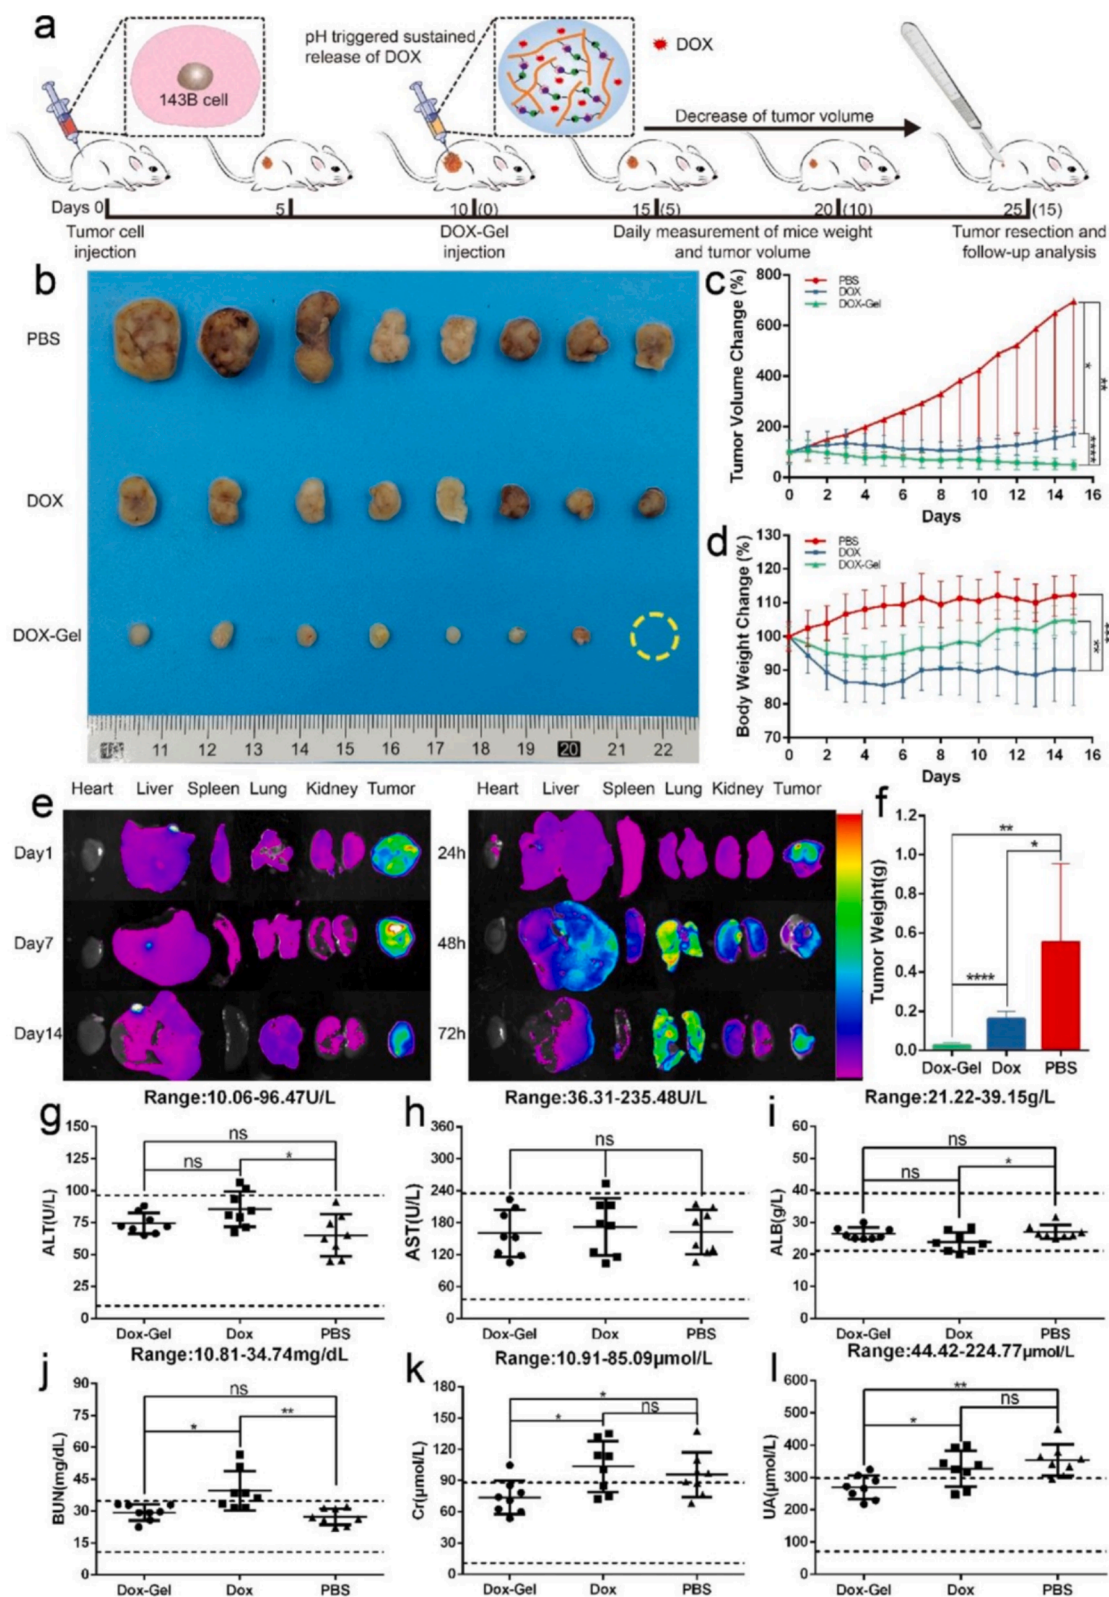 a
143B cell
pH triggered sustained
release of DOX
DOX
Decrease of tumor volume
Days 0 5 10(0) 15(5) 20(10) 25(15)
Tumor cell
injection
DOX-Gel
injection
Daily measurement of mice weight
and tumor volume
Tumor resection and
follow-up analysis
b
PBS
DOX
DOX-Gel
11 12 13 14 15 16 17 18 19 20 21 22
c
Tumor Volume Change (%)
800
600
400
200
0
PBS
DOX
DOX-Gel
*
**
****
0 2 4 6 8 10 12 14 16
Days
d
Body Weight Change (%)
130
120
110
100
90
80
70
PBS
DOX
DOX-Gel
***
**
0 2 4 6 8 10 12 14 16
Days
e
Heart Liver Spleen Lung Kidney Tumor
Day1
Day7
Day14
Heart Liver Spleen Lung Kidney Tumor
24h
48h
72h
f
Tumor Weight(g)
1.2
1.0
0.8
0.6
0.4
0.2
0.0
**
*
****
Dox-Gel Dox PBS
g
Range:10.06-96.47U/L
ALT(U/L)
150
125
100
75
50
25
0
ns
ns *
Dox-Gel Dox PBS
h
Range:36.31-235.48U/L
AST(U/L)
360
300
240
180
120
60
0
ns
Dox-Gel Dox PBS
i
Range:21.22-39.15g/L
ALB(g/L)
60
50
40
30
20
10
0
ns
ns *
Dox-Gel Dox PBS
j
Range:10.81-34.74mg/dL
BUN(mg/dL)
90
70
50
30
10
0
ns
* **
Dox-Gel Dox PBS
k
Range:10.91-85.09μmol/L
Cr(μmol/L)
180
150
120
90
60
30
0
*
* ns
Dox-Gel Dox PBS
l
Range:44.42-224.77μmol/L
UA(μmol/L)
600
500
400
300
200
100
0
**
* ns
Dox-Gel Dox PBS